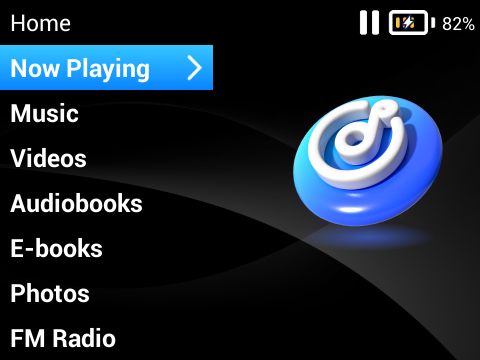 Home
82%
Now Playing
Music
Videos
Audiobooks
E-books
Photos
FM Radio